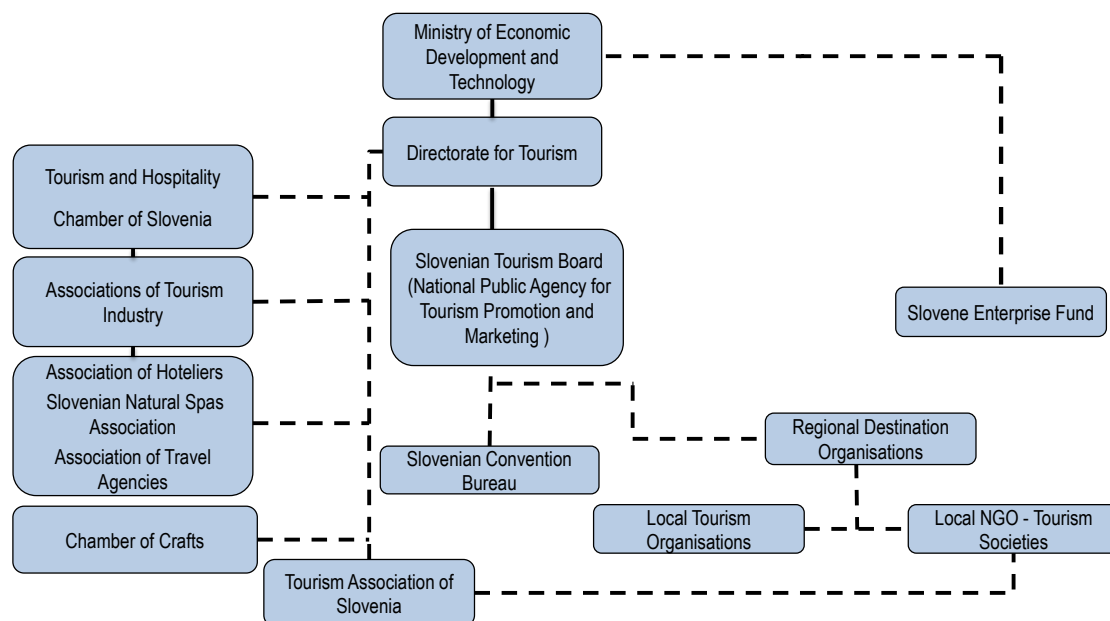 Ministry of Economic
Development and
Technology
Directorate for Tourism
Tourism and Hospitality
Chamber of Slovenia
Slovenian Tourism Board
(National Public Agency for
Tourism Promotion and
Marketing )
Associations of Tourism
Industry
Slovene Enterprise Fund
Association of Hoteliers
Slovenian Natural Spas
Association
Association of Travel
Agencies
Regional Destination
Organisations
Slovenian Convention
Bureau
Chamber of Crafts
Local Tourism
Organisations
Local NGO - Tourism
Societies
Tourism Association of
Slovenia